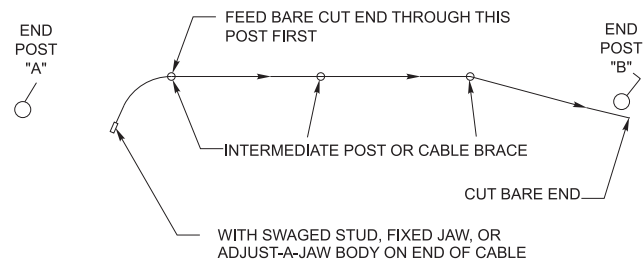 FEED BARE CUT END THROUGH THIS
POST FIRST
END
POST
"A"
END
POST
"B"
INTERMEDIATE POST OR CABLE BRACE
CUT BARE END
WITH SWAGED STUD, FIXED JAW, OR
ADJUST-A-JAW BODY ON END OF CABLE